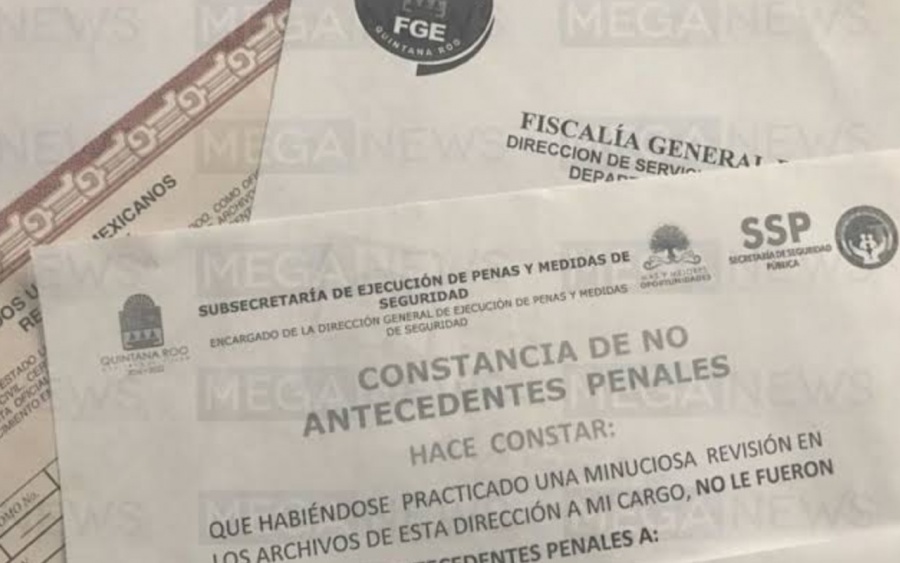 FGE
QUINTANA ROO
FISCALÍA GENERAL
DIRECCION DE
MEXICANOS
SUBSECRETARÍA DE EJECUCIÓN DE PENAS Y MEDIDAS DE
SEGURIDAD
ENCARGADO DE LA DIRECCIÓN GENERAL DE EJECUCIÓN DE PENAS Y MEDIDAS
DE SEGURIDAD
QUINTANA ROO
MAS Y MEJORES
OPORTUNIDADES
SSP
SECRETARÍA DE SEGURIDAD
PÚBLICA
CONSTANCIA DE NO
ANTECEDENTES PENALES
HACE CONSTAR:
QUE HABIÉNDOSE PRACTICADO UNA MINUCIOSA REVISIÓN EN
LOS ARCHIVOS DE ESTA DIRECCIÓN A MI CARGO, NO LE FUERON
PENALES A:
MEGA NEWS